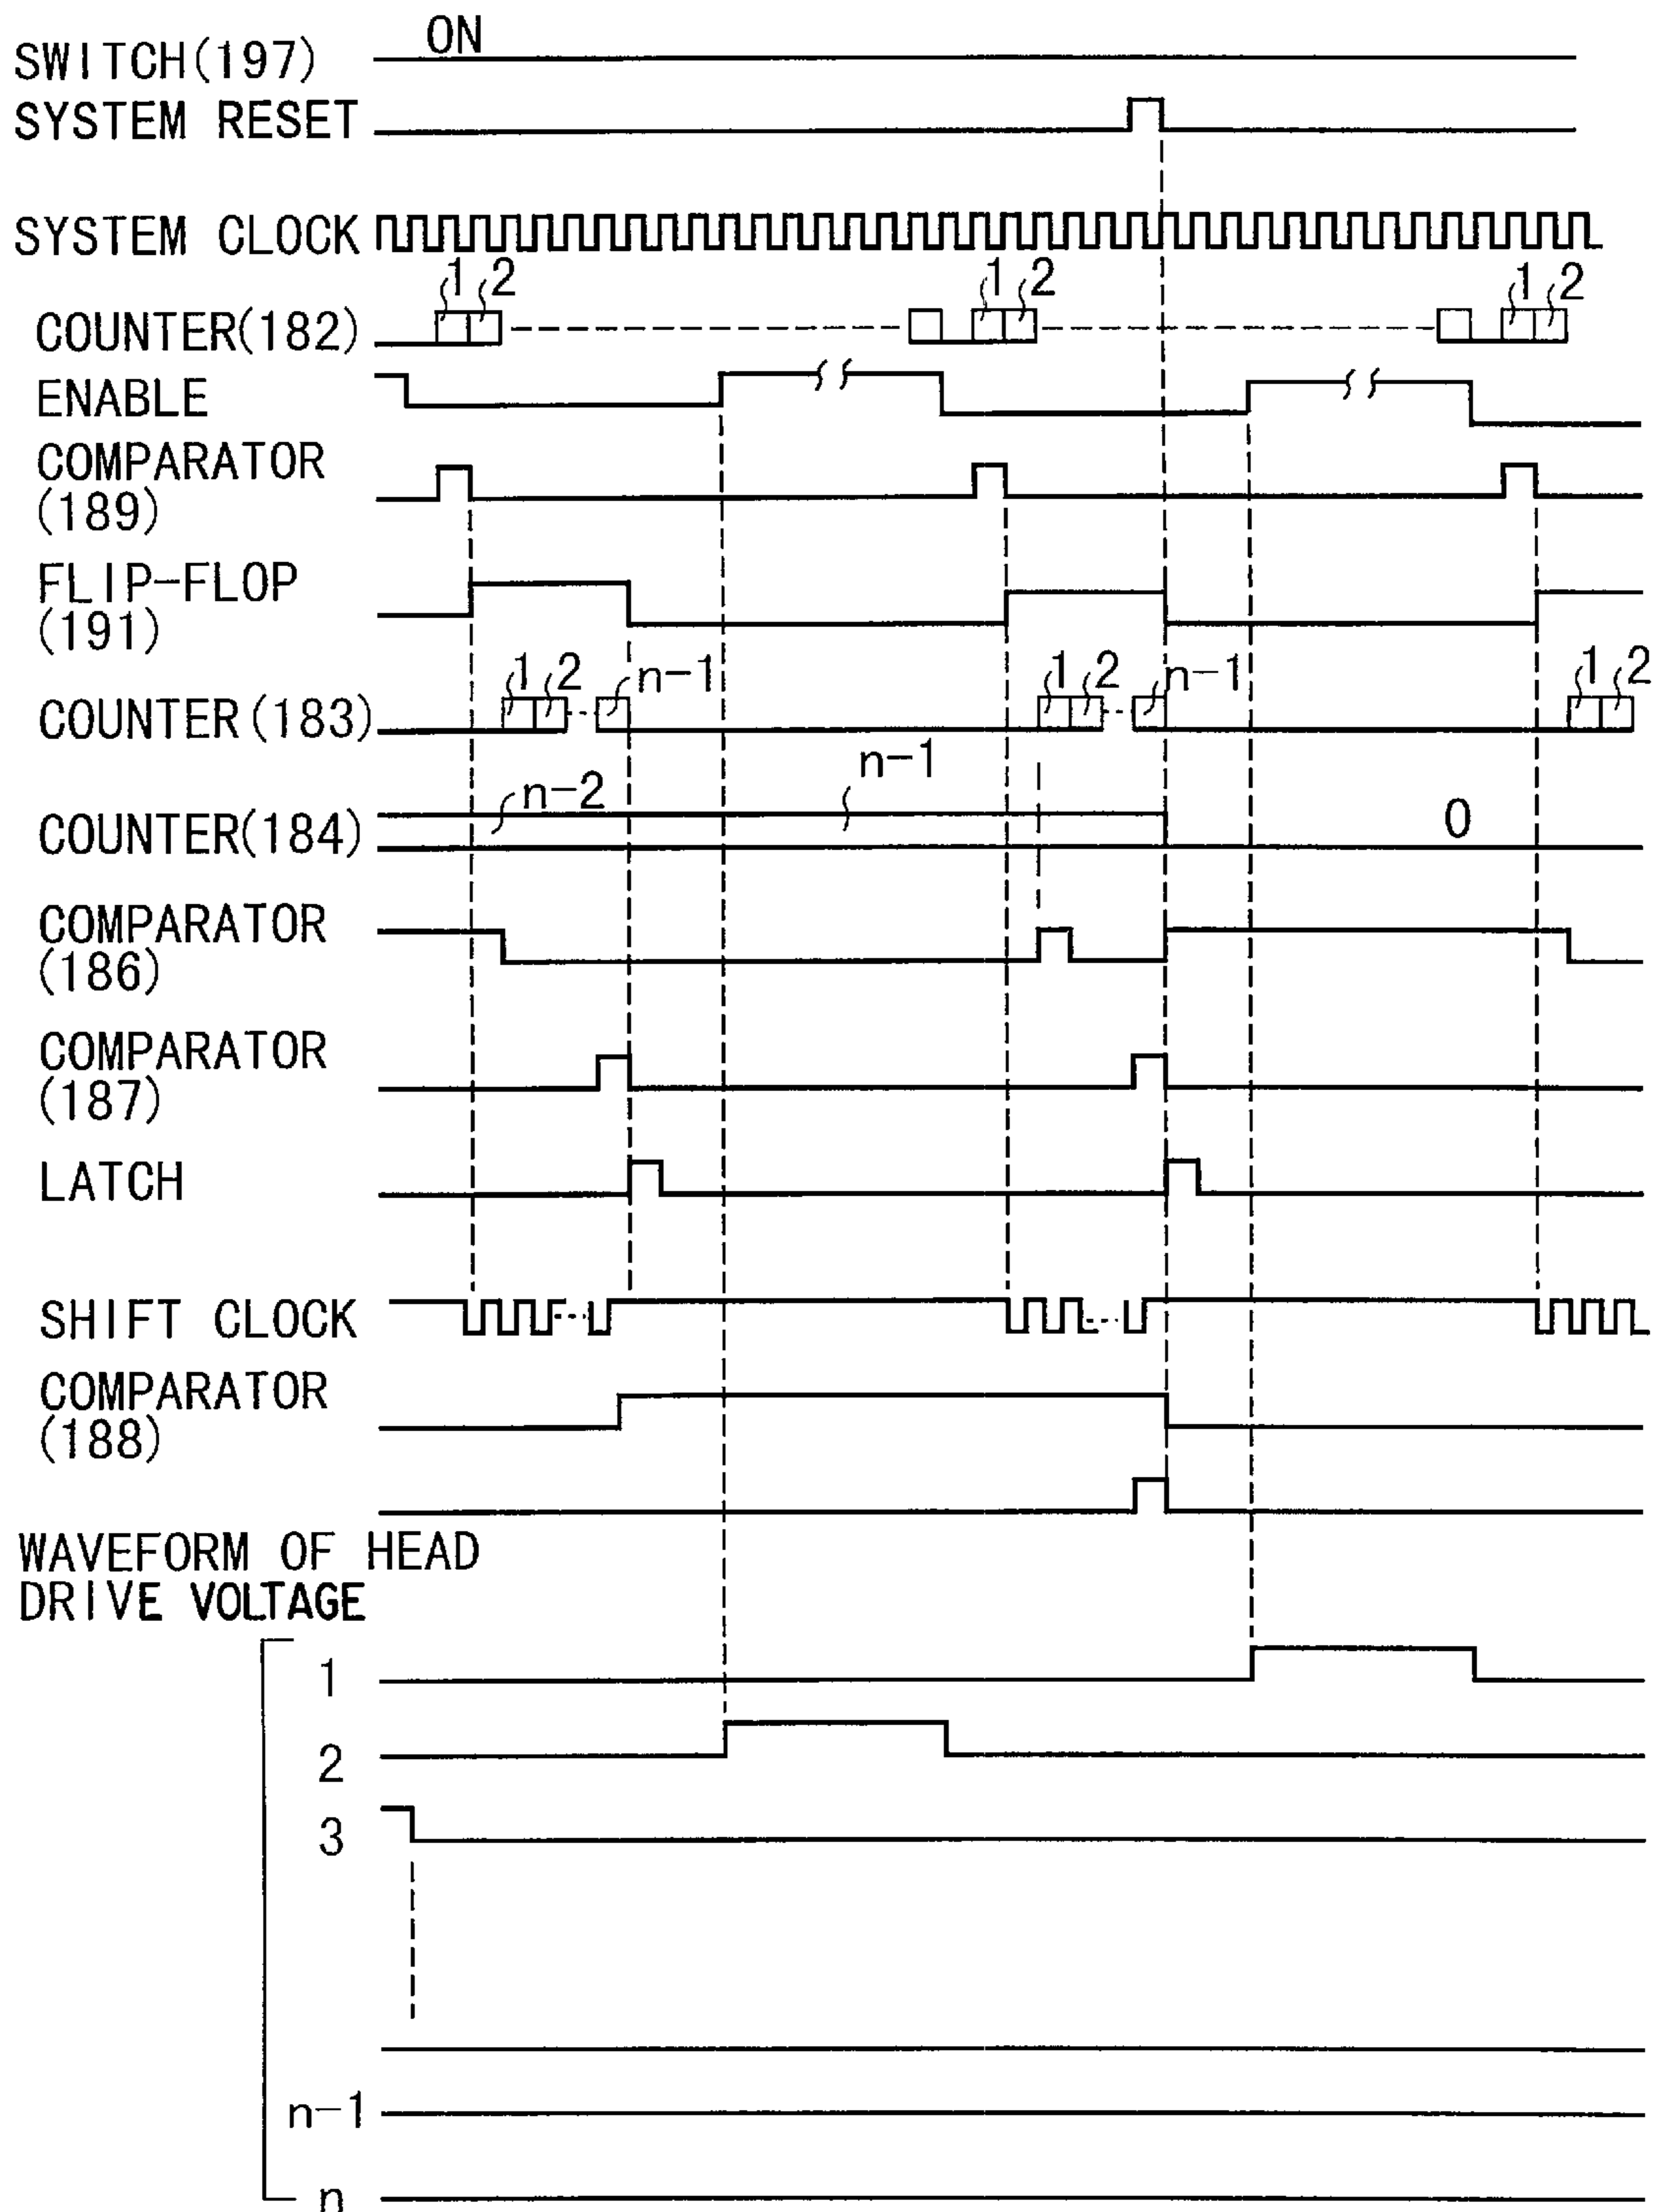 ON
SWITCH(197)
SYSTEM RESET
SYSTEM CLOCK
1 2 1 2 1 2
COUNTER(182)
ENABLE
COMPARATOR
(189)
FLIP-FLOP
(191)
1 2 n-1 1 2 n-1 1 2
COUNTER(183)
n-2 n-1
COUNTER(184) 0
COMPARATOR
(186)
COMPARATOR
(187)
LATCH
SHIFT CLOCK
COMPARATOR
(188)
WAVEFORM OF HEAD
DRIVE VOLTAGE
1
2
3
n-1
n